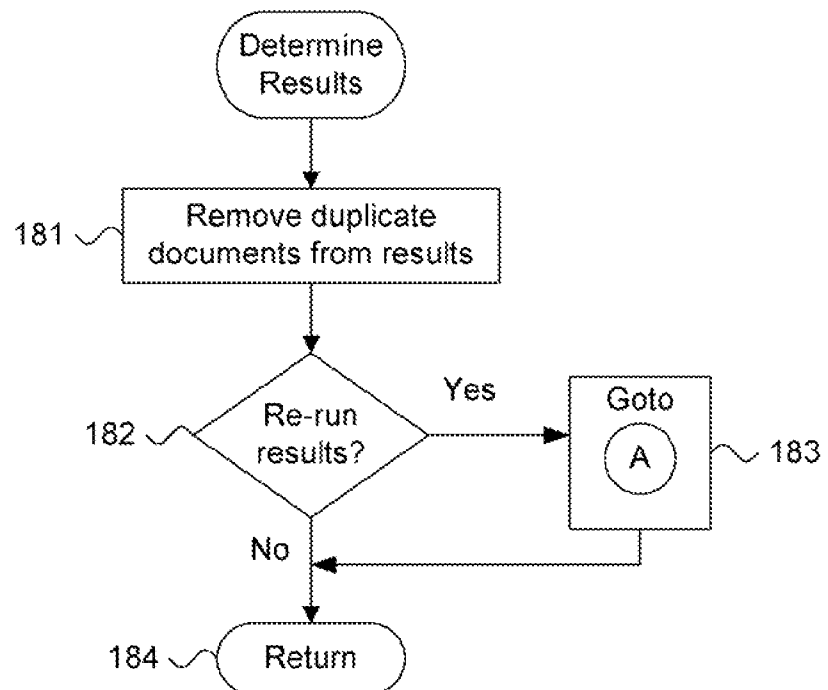 Determine
Results
181
Remove duplicate
documents from results
182
Re-run
results?
Yes
Goto
A
183
No
184
Return